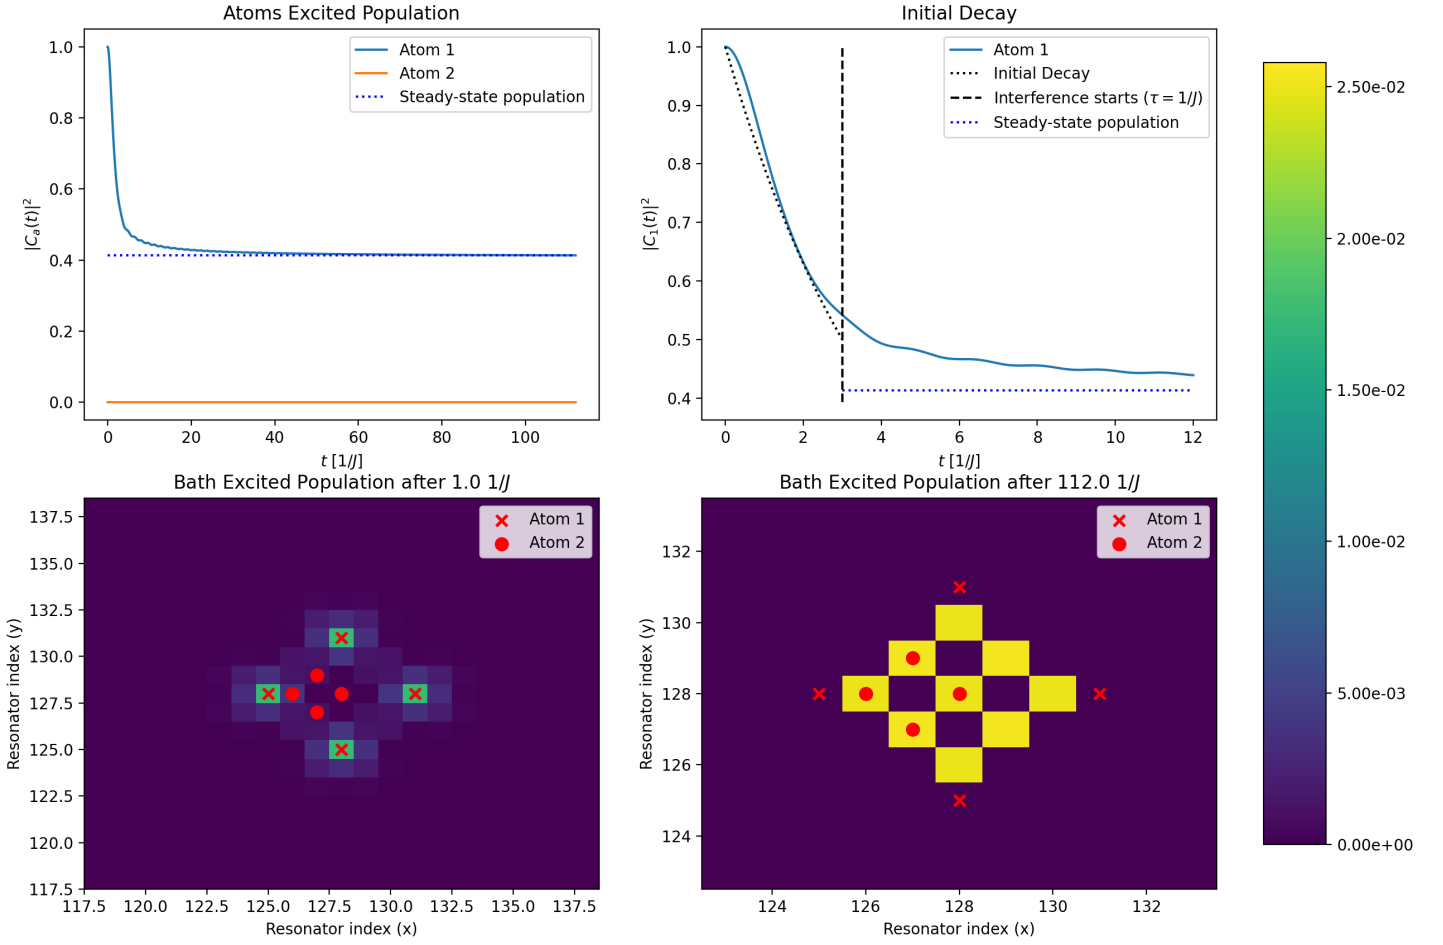 Atoms Excited Population
1.0
0.8
0.6
0.4
0.2
0.0
|C_a(t)|²
Atom 1
Atom 2
Steady-state population
0 20 40 60 80 100
t [1/J]
Initial Decay
1.0
0.9
0.8
0.7
0.6
0.5
0.4
|C₁(t)|²
Atom 1
Initial Decay
Interference starts (τ = 1/J)
Steady-state population
0 2 4 6 8 10 12
t [1/J]
Bath Excited Population after 1.0 1/J
137.5
135.0
132.5
130.0
127.5
125.0
122.5
120.0
117.5
Resonator index (y)
Atom 1
Atom 2
117.5 120.0 122.5 125.0 127.5 130.0 132.5 135.0 137.5
Resonator index (x)
Bath Excited Population after 112.0 1/J
132
130
128
126
124
Resonator index (y)
Atom 1
Atom 2
124 126 128 130 132
Resonator index (x)
2.50e-02
2.00e-02
1.50e-02
1.00e-02
5.00e-03
0.00e+00